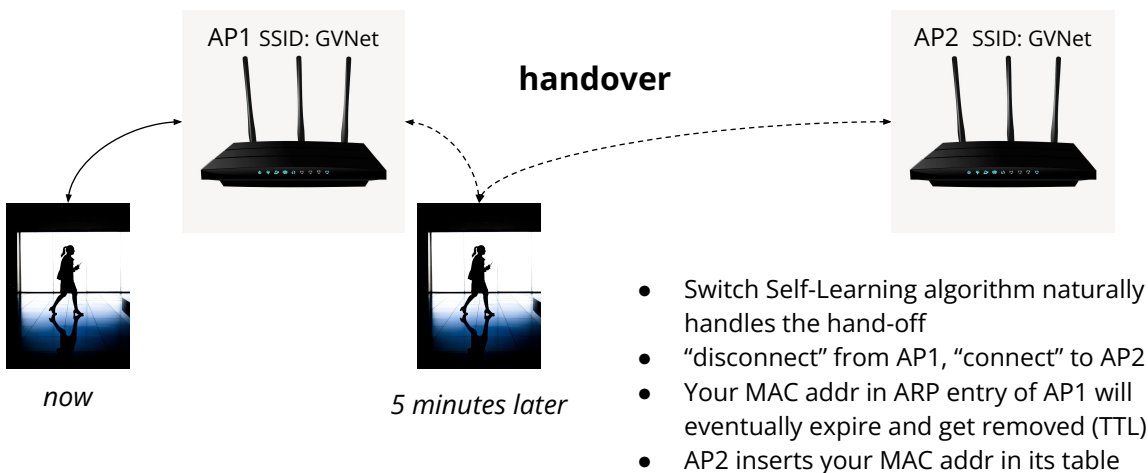 AP1 SSID: GVNet
AP2 SSID: GVNet
handover
now
5 minutes later
● Switch Self-Learning algorithm naturally
handles the hand-off
● “disconnect” from AP1, “connect” to AP2
● Your MAC addr in ARP entry of AP1 will
eventually expire and get removed (TTL)
● AP2 inserts your MAC addr in its table